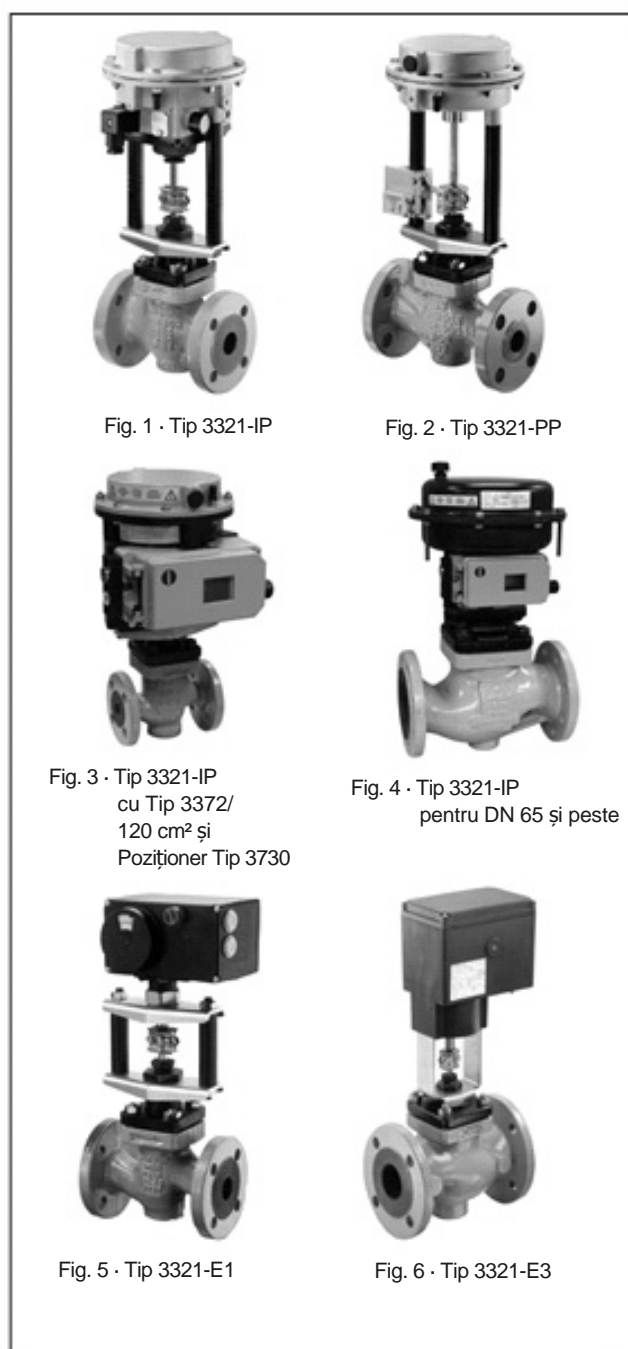 Fig. 1 · Tip 3321-IP
Fig. 2 · Tip 3321-PP
Fig. 3 · Tip 3321-IP
cu Tip 3372/
120 cm² și
Poziționer Tip 3730
Fig. 4 · Tip 3321-IP
pentru DN 65 și peste
Fig. 5 · Tip 3321-E1
Fig. 6 · Tip 3321-E3